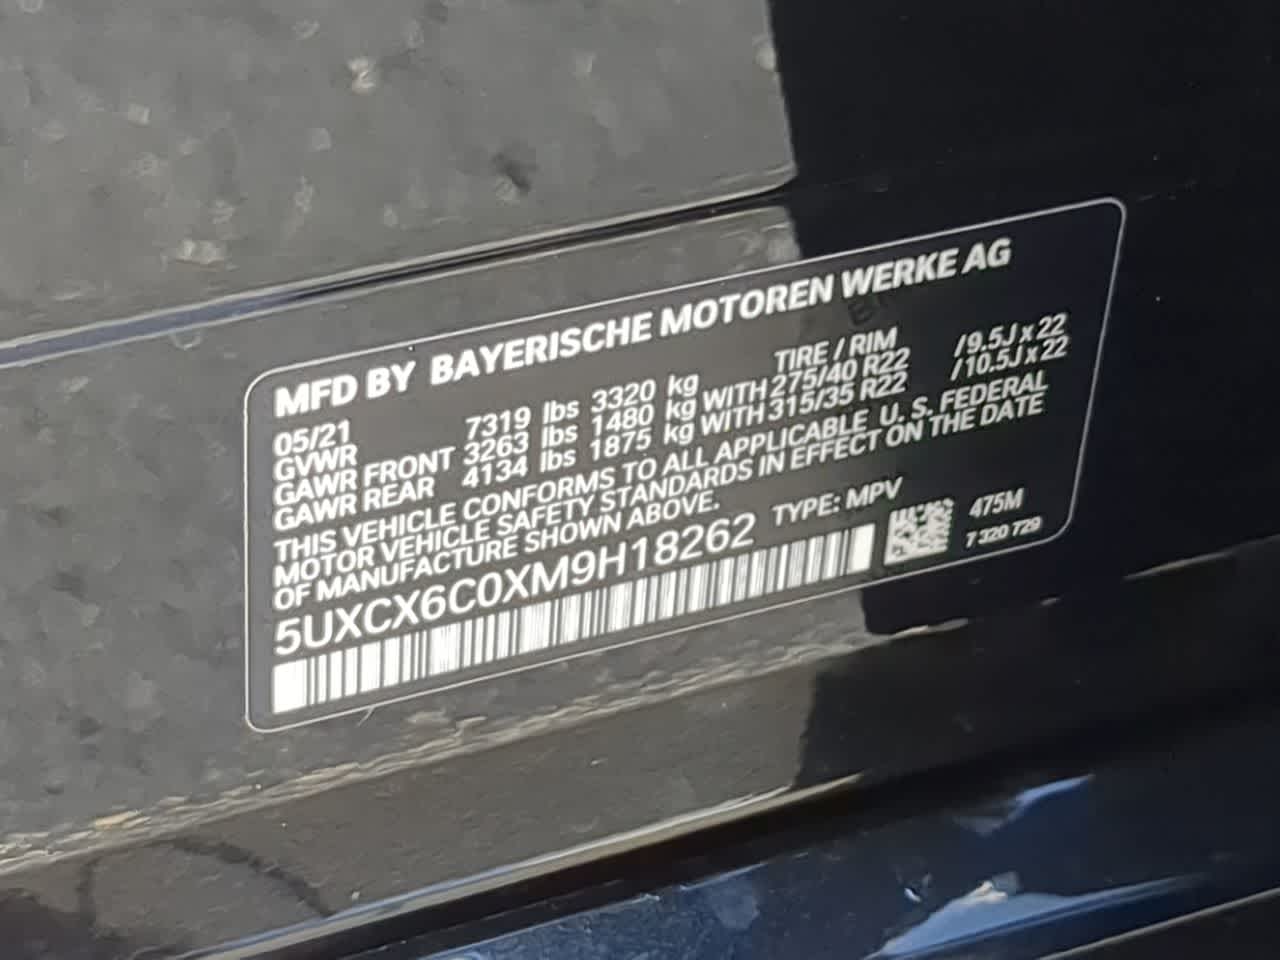 MFD BY BAYERISCHE MOTOREN WERKE AG
05/21 TIRE / RIM
GVWR 7319 lbs 3320 kg
GAWR FRONT 3263 lbs 1480 kg WITH 275/40 R22 /9.5J x 22
GAWR REAR 4134 lbs 1875 kg WITH 315/35 R22 /10.5J x 22
THIS VEHICLE CONFORMS TO ALL APPLICABLE U. S. FEDERAL
MOTOR VEHICLE SAFETY STANDARDS IN EFFECT ON THE DATE
OF MANUFACTURE SHOWN ABOVE.
5UXCX6C0XM9H18262 TYPE: MPV
475M
7 320 729